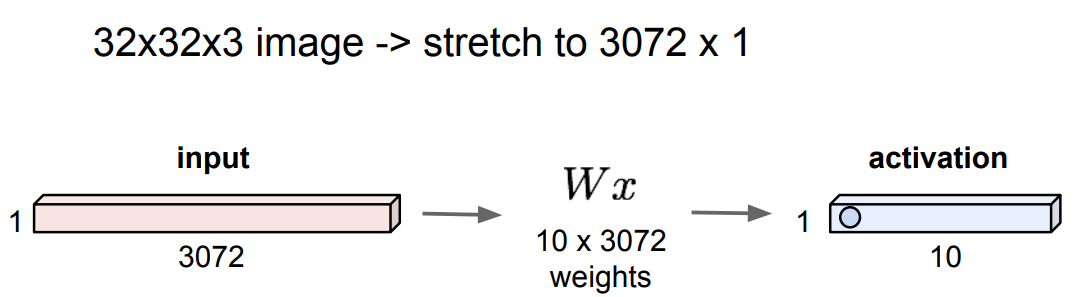 32x32x3 image -> stretch to 3072 x 1
input
1
3072
Wx
10 x 3072
weights
activation
1
10